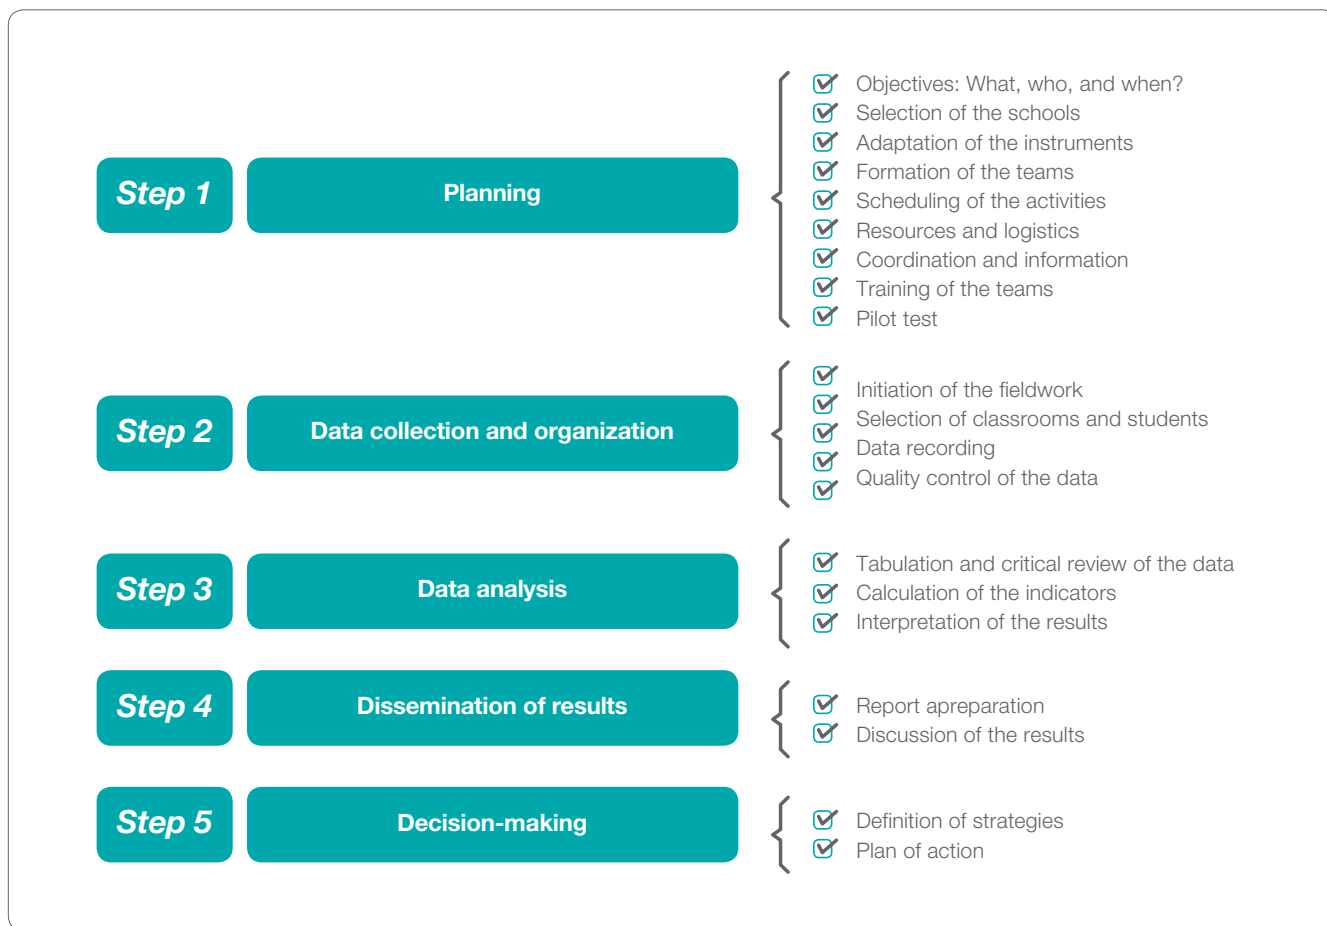 Step 1
Planning
Objectives: What, who, and when?
Selection of the schools
Adaptation of the instruments
Formation of the teams
Scheduling of the activities
Resources and logistics
Coordination and information
Training of the teams
Pilot test
Step 2
Data collection and organization
Initiation of the fieldwork
Selection of classrooms and students
Data recording
Quality control of the data
Step 3
Data analysis
Tabulation and critical review of the data
Calculation of the indicators
Interpretation of the results
Step 4
Dissemination of results
Report apreparation
Discussion of the results
Step 5
Decision-making
Definition of strategies
Plan of action